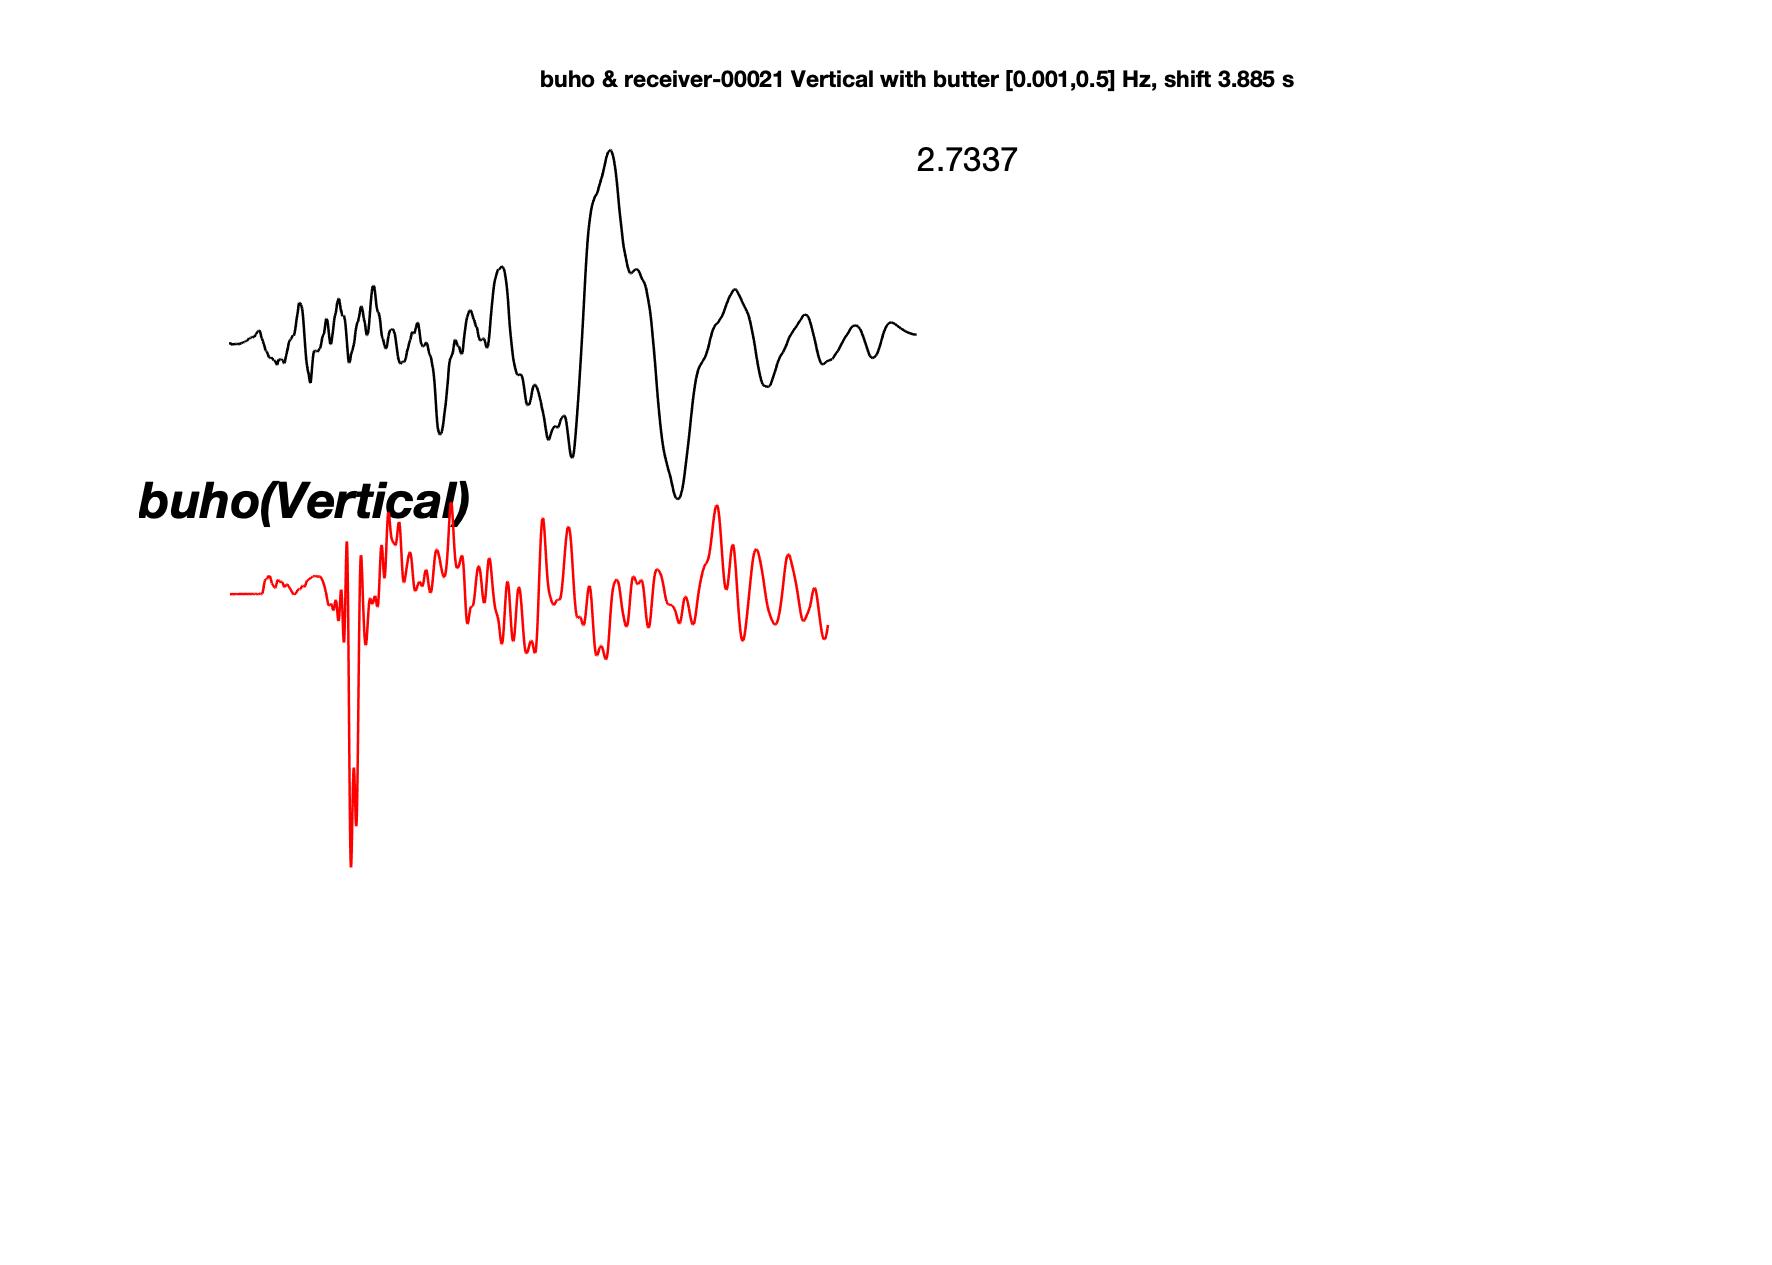 buho & receiver-00021 Vertical with butter [0.001,0.5] Hz, shift 3.885 s
2.7337
buho(Vertical)